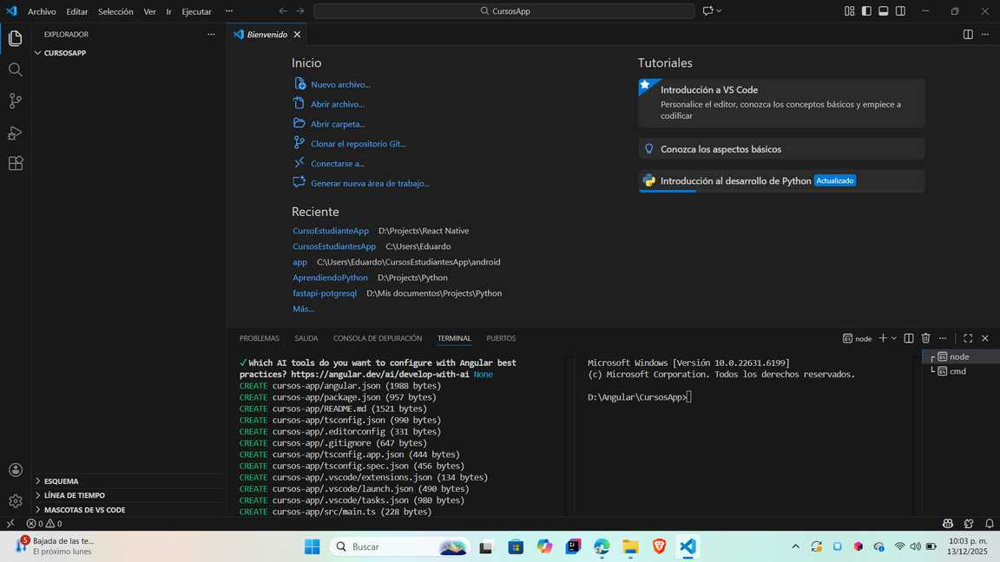 Archivo Editar Selección Ver Ir Ejecutar ··· CursosApp
EXPLORADOR ···
CURSOSAPP
ESQUEMA
LÍNEA DE TIEMPO
MASCOTAS DE VS CODE
Bienvenido
Inicio
Nuevo archivo...
Abrir archivo...
Abrir carpeta...
Clonar el repositorio Git...
Conectarse a...
Generar nueva área de trabajo...
Reciente
CursoEstudianteApp D:\Projects\React Native
CursosEstudiantesApp C:\Users\Eduardo
app C:\Users\Eduardo\CursosEstudiantesApp\android
AprendiendoPython D:\Projects\Python
fastapi-potgresql D:\Mis documentos\Projects\Python
Más...
Tutoriales
Introducción a VS Code
Personalice el editor, conozca los conceptos básicos y empiece a
codificar
Conozca los aspectos básicos
Introducción al desarrollo de Python Actualizado
PROBLEMAS SALIDA CONSOLA DE DEPURACIÓN TERMINAL PUERTOS node
✓ Which AI tools do you want to configure with Angular best
practices? https://angular.dev/ai/develop-with-ai None
CREATE cursos-app/angular.json (1988 bytes)
CREATE cursos-app/package.json (957 bytes)
CREATE cursos-app/README.md (1521 bytes)
CREATE cursos-app/tsconfig.json (990 bytes)
CREATE cursos-app/.editorconfig (331 bytes)
CREATE cursos-app/.gitignore (647 bytes)
CREATE cursos-app/tsconfig.app.json (444 bytes)
CREATE cursos-app/tsconfig.spec.json (456 bytes)
CREATE cursos-app/.vscode/extensions.json (134 bytes)
CREATE cursos-app/.vscode/launch.json (490 bytes)
CREATE cursos-app/.vscode/tasks.json (980 bytes)
CREATE cursos-app/src/main.ts (228 bytes)
Microsoft Windows [Versión 10.0.22631.6199]
(c) Microsoft Corporation. Todos los derechos reservados.
D:\Angular\CursosApp>
node
cmd
0 0
5
Bajada de las te...
El próximo lunes
Buscar
10:03 p. m.
13/12/2025